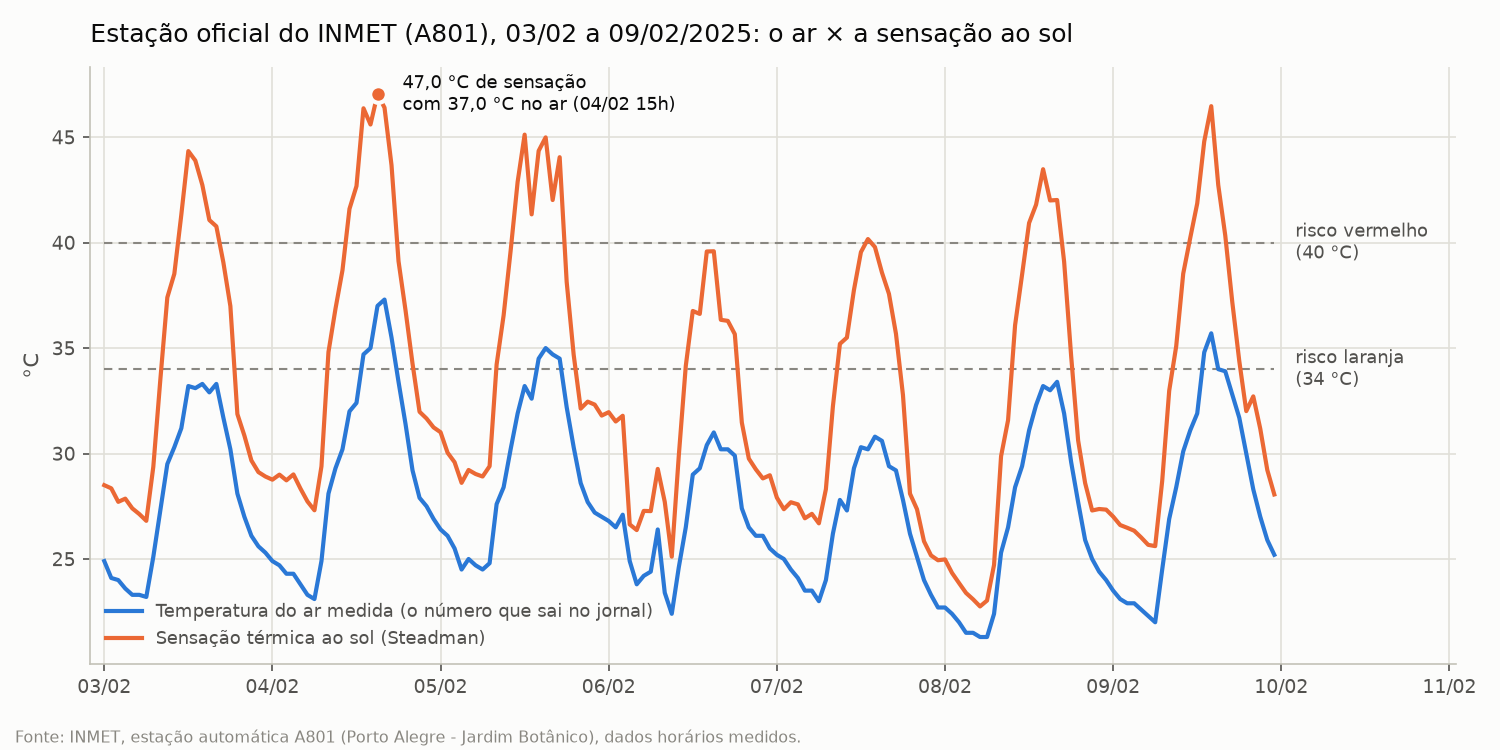 Estação oficial do INMET (A801), 03/02 a 09/02/2025: o ar × a sensação ao sol
47,0 °C de sensação
com 37,0 °C no ar (04/02 15h)
°C
45
40
35
30
25
risco vermelho
(40 °C)
risco laranja
(34 °C)
Temperatura do ar medida (o número que sai no jornal)
Sensação térmica ao sol (Steadman)
03/02
04/02
05/02
06/02
07/02
08/02
09/02
10/02
11/02
Fonte: INMET, estação automática A801 (Porto Alegre - Jardim Botânico), dados horários medidos.